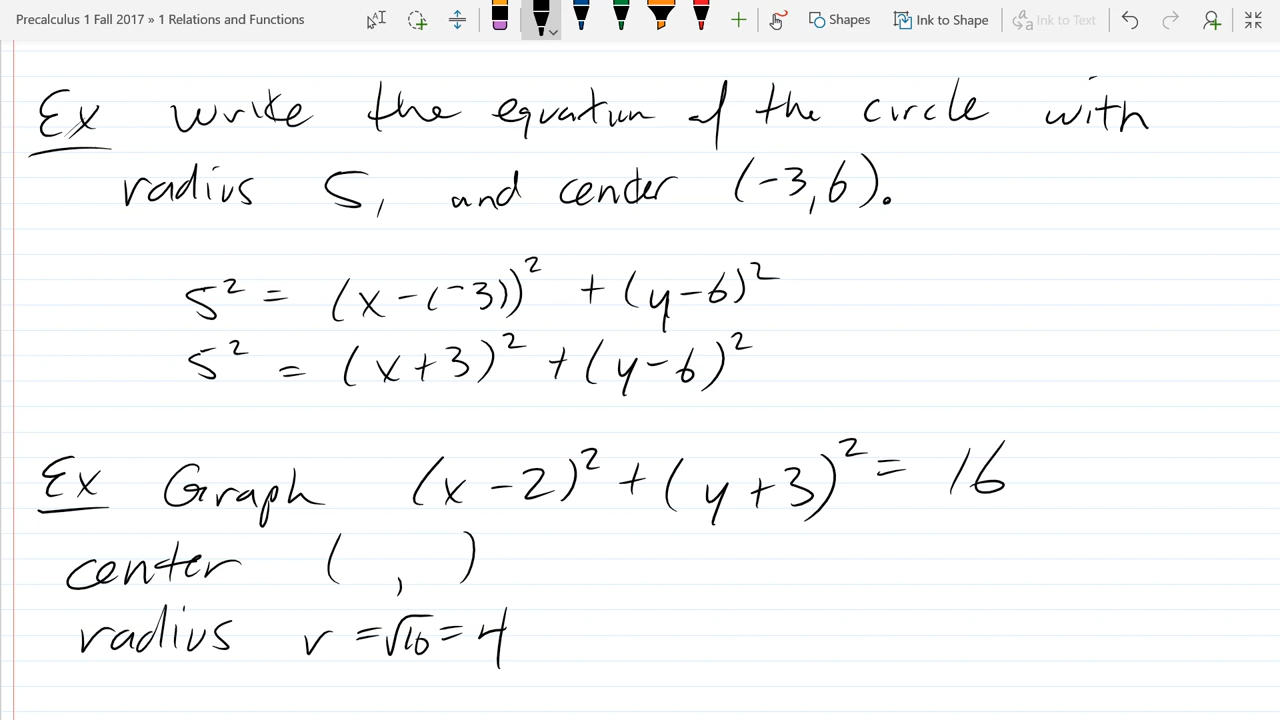 Precalculus 1 Fall 2017 » 1 Relations and Functions
Shapes
Ink to Shape
Ink to Text
Ex write the equation of the circle with
radius 5, and center (-3,6).
5² = (x-(-3))² + (y-6)²
5² = (x+3)² + (y-6)²
Ex Graph (x-2)² + (y+3)² = 16
center ( , )
radius r = √16 = 4